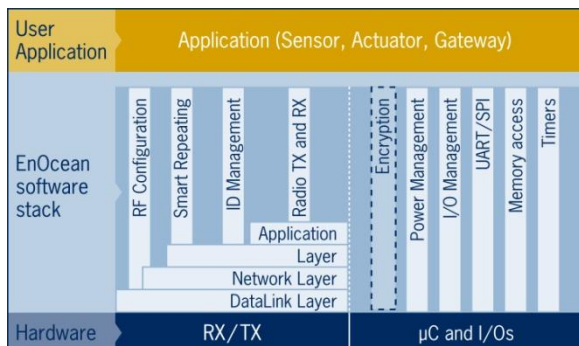 User
Application
Application (Sensor, Actuator, Gateway)
EnOcean
software
stack
RF Configuration
Smart Repeating
ID Management
Radio TX and RX
Encryption
Power Management
I/O Management
UART/SPI
Memory access
Timers
Application
Layer
Network Layer
DataLink Layer
Hardware
RX/TX
µC and I/Os